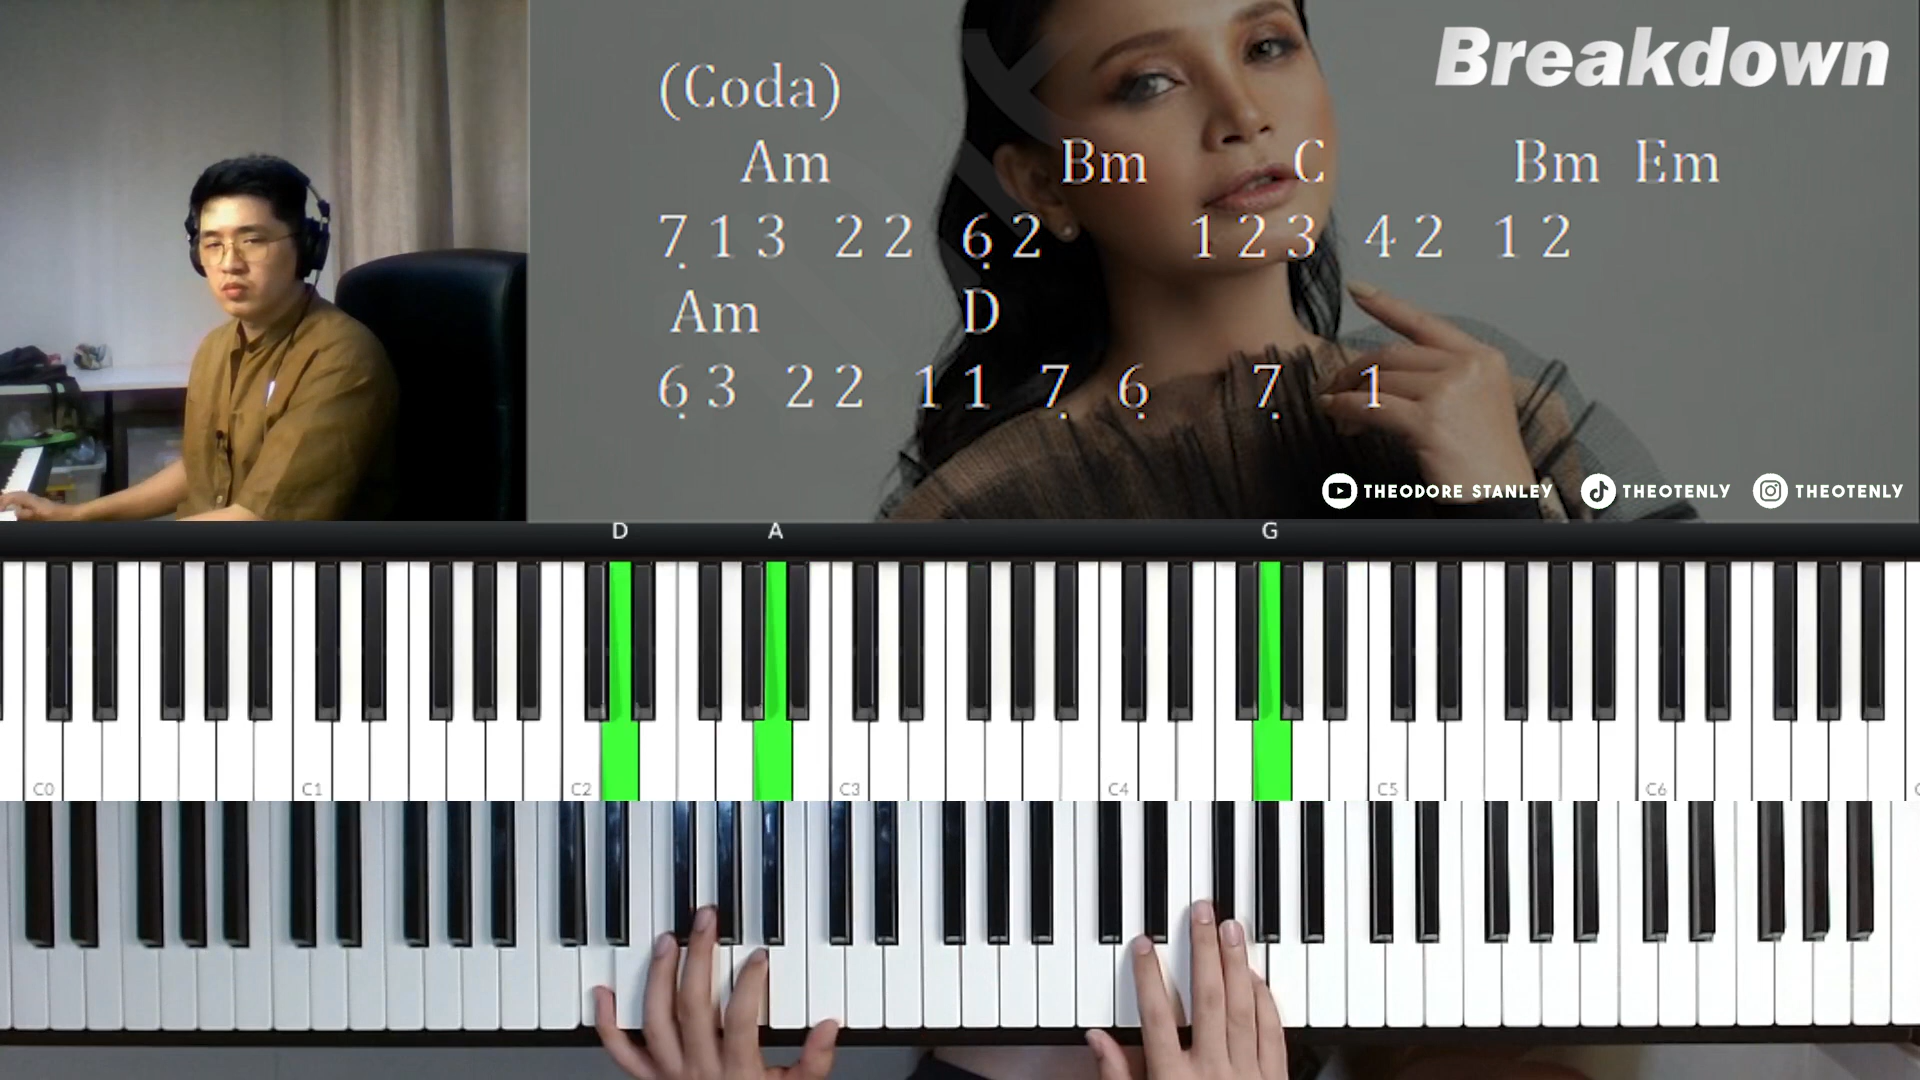 Breakdown
(Coda)
Am Bm C Bm Em
7̣ 1 3 2 2 6̣ 2 1 2 3 4 2 1 2
Am D
6̣ 3 2 2 1 1 7̣ 6̣ 7̣ 1
THEODORE STANLEY THEOTENLY THEOTENLY
D A G
C0 C1 C2 C3 C4 C5 C6